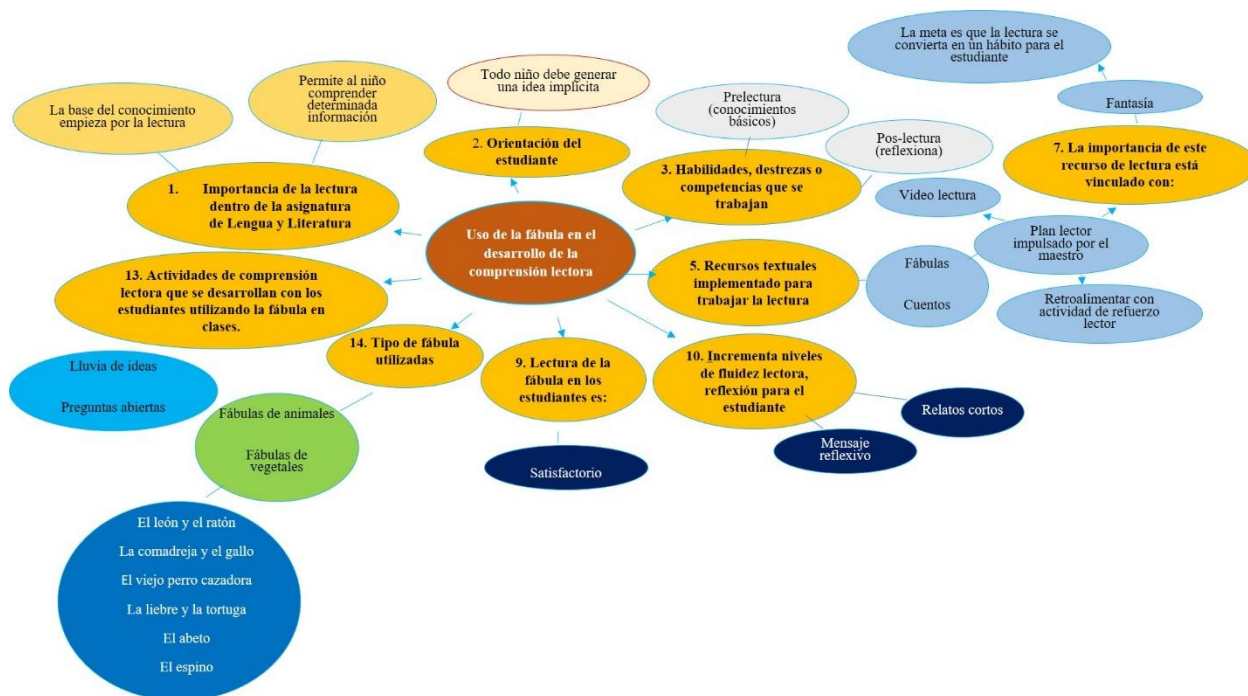 La meta es que la lectura se
convierta en un hábito para el
estudiante
Fantasía
7. La importancia de este
recurso de lectura está
vinculado con:
Todo niño debe generar
una idea implícita
Permite al niño
comprender
determinada
información
La base del conocimiento
empieza por la lectura
Prelectura
(conocimientos
básicos)
Pos-lectura
(reflexiona)
2. Orientación del
estudiante
1. Importancia de la lectura
dentro de la asignatura
de Lengua y Literatura
3. Habilidades, destrezas o
competencias que se
trabajan
Video lectura
Plan lector
impulsado por el
maestro
Uso de la fábula en el
desarrollo de la
comprensión lectora
13. Actividades de comprensión
lectora que se desarrollan con los
estudiantes utilizando la fábula en
clases.
5. Recursos textuales
implementado para
trabajar la lectura
Fábulas
Cuentos
Retroalimentar con
actividad de refuerzo
lector
14. Tipo de fábula
utilizadas
9. Lectura de la
fábula en los
estudiantes es:
10. Incrementa niveles
de fluidez lectora,
reflexión para el
estudiante
Lluvia de ideas
Preguntas abiertas
Fábulas de animales
Fábulas de
vegetales
Relatos cortos
Mensaje
reflexivo
Satisfactorio
El león y el ratón
La comadreja y el gallo
El viejo perro cazadora
La liebre y la tortuga
El abeto
El espino